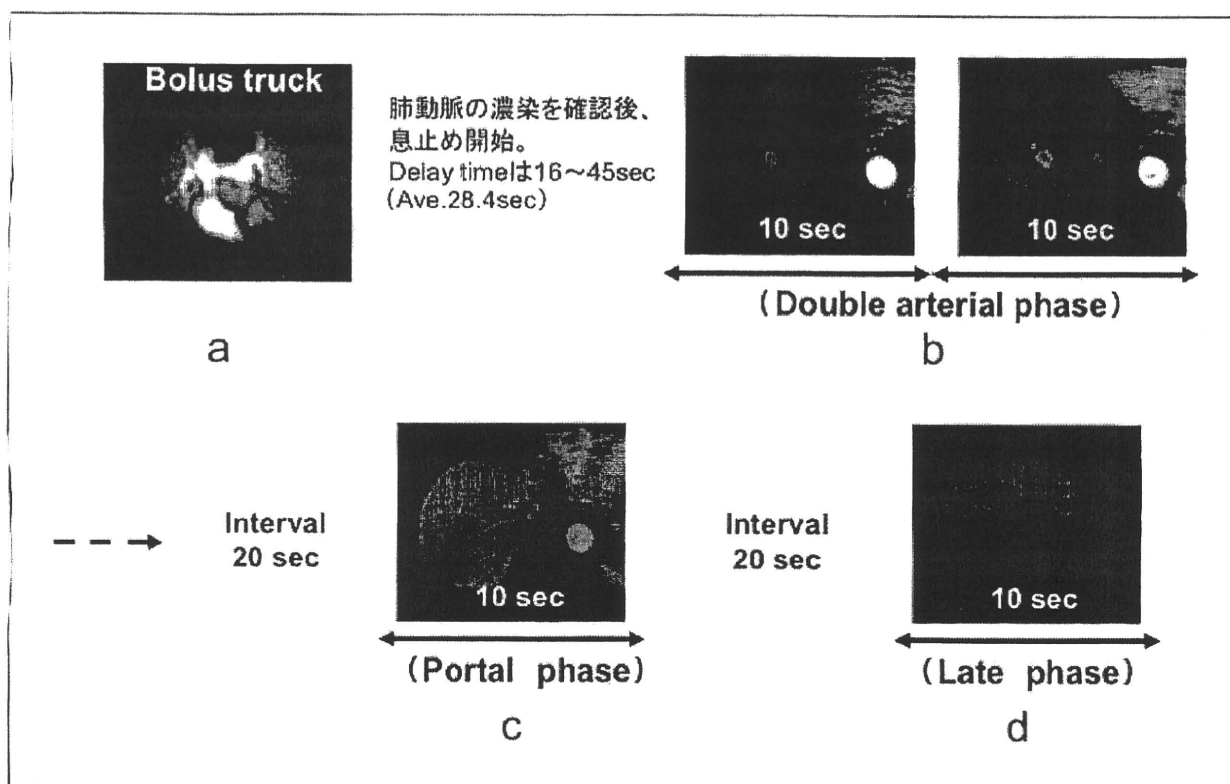 Bolus truck
肺動脈の濃染を確認後、
息止め開始。
Delay timeは16～45sec
(Ave.28.4sec)
10 sec
10 sec
(Double arterial phase)
a
b
Interval
20 sec
10 sec
(Portal phase)
Interval
20 sec
10 sec
(Late phase)
c
d